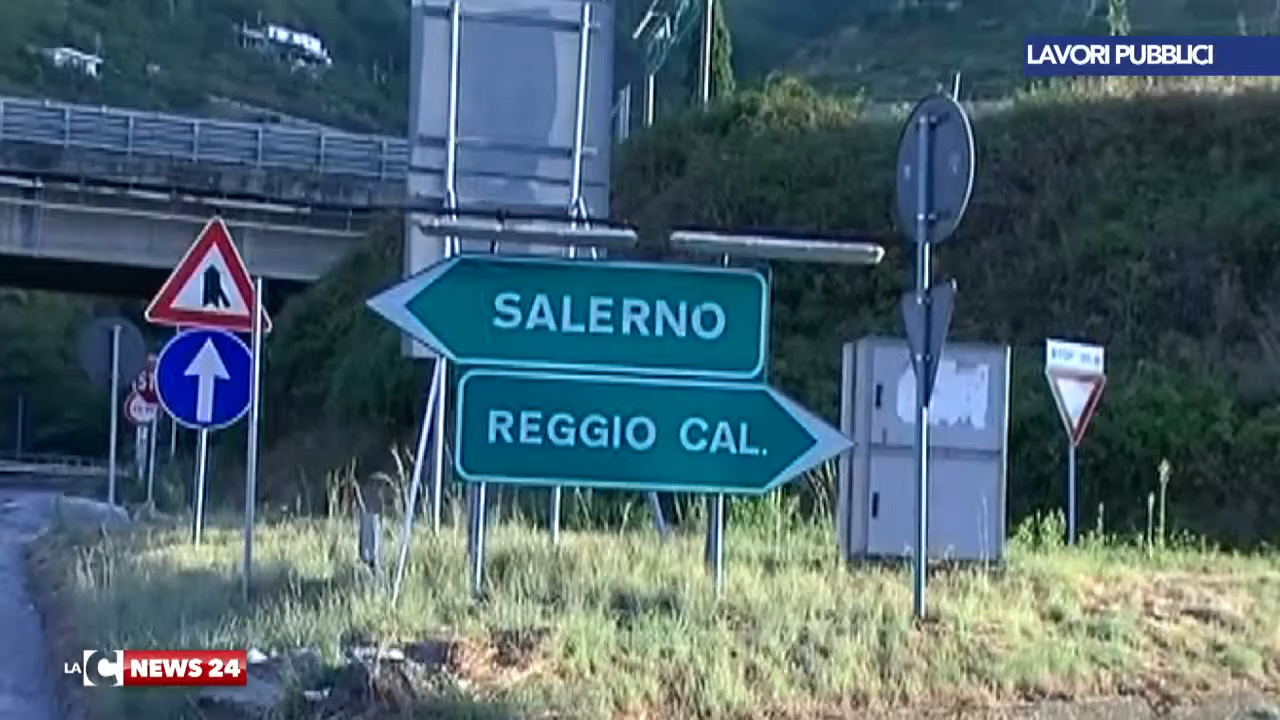 LAVORI PUBBLICI
SALERNO
REGGIO CAL.
LA C NEWS 24